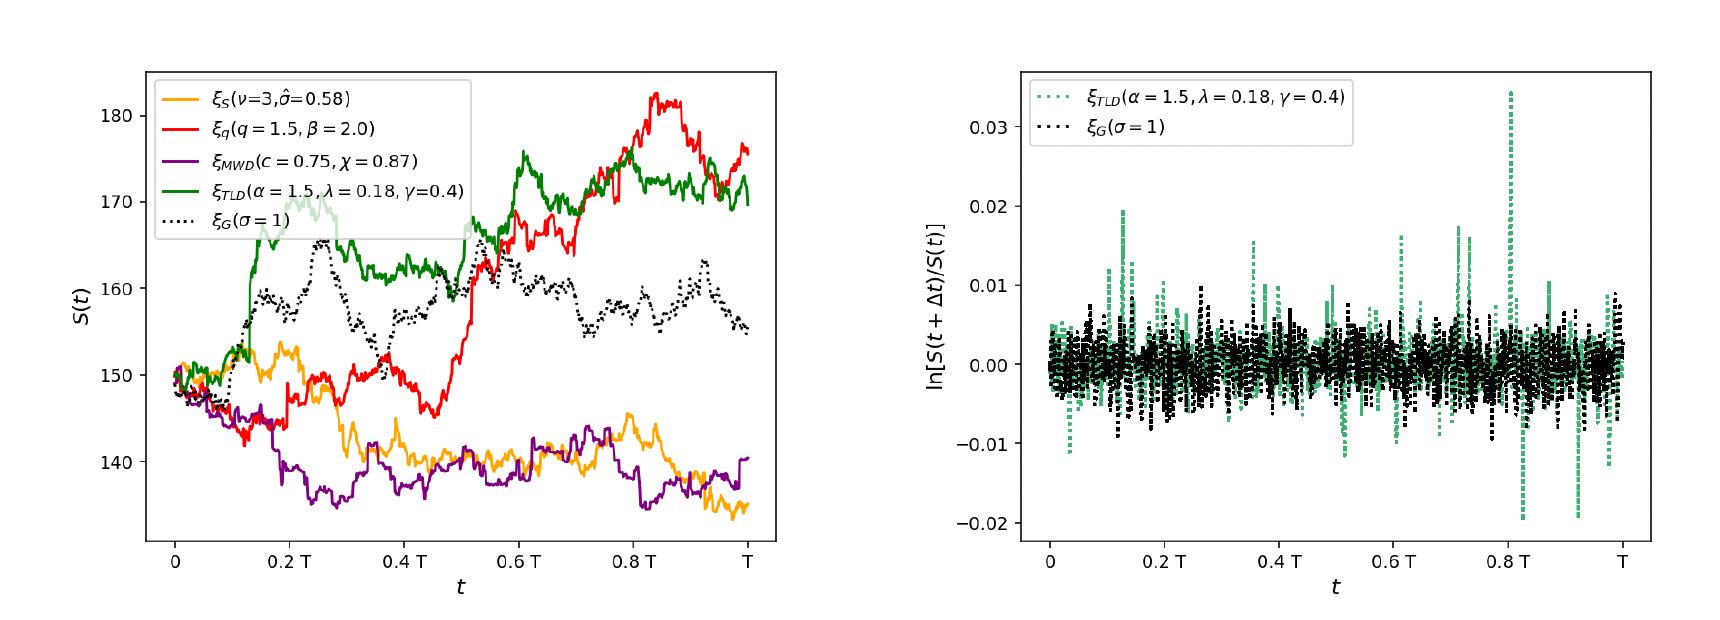 180
170
160
150
140
S(t)
ξ_S(ν=3,σ̂=0.58)
ξ_q(q = 1.5, β = 2.0)
ξ_MWD(c = 0.75, χ = 0.87)
ξ_TLD(α = 1.5, λ = 0.18, γ=0.4)
ξ_G(σ = 1)
0 0.2 T 0.4 T 0.6 T 0.8 T T
t
0.03
0.02
0.01
0.00
−0.01
−0.02
ln[S(t + Δt)/S(t)]
ξ_TLD(α = 1.5, λ = 0.18, γ = 0.4)
ξ_G(σ = 1)
0 0.2 T 0.4 T 0.6 T 0.8 T T
t